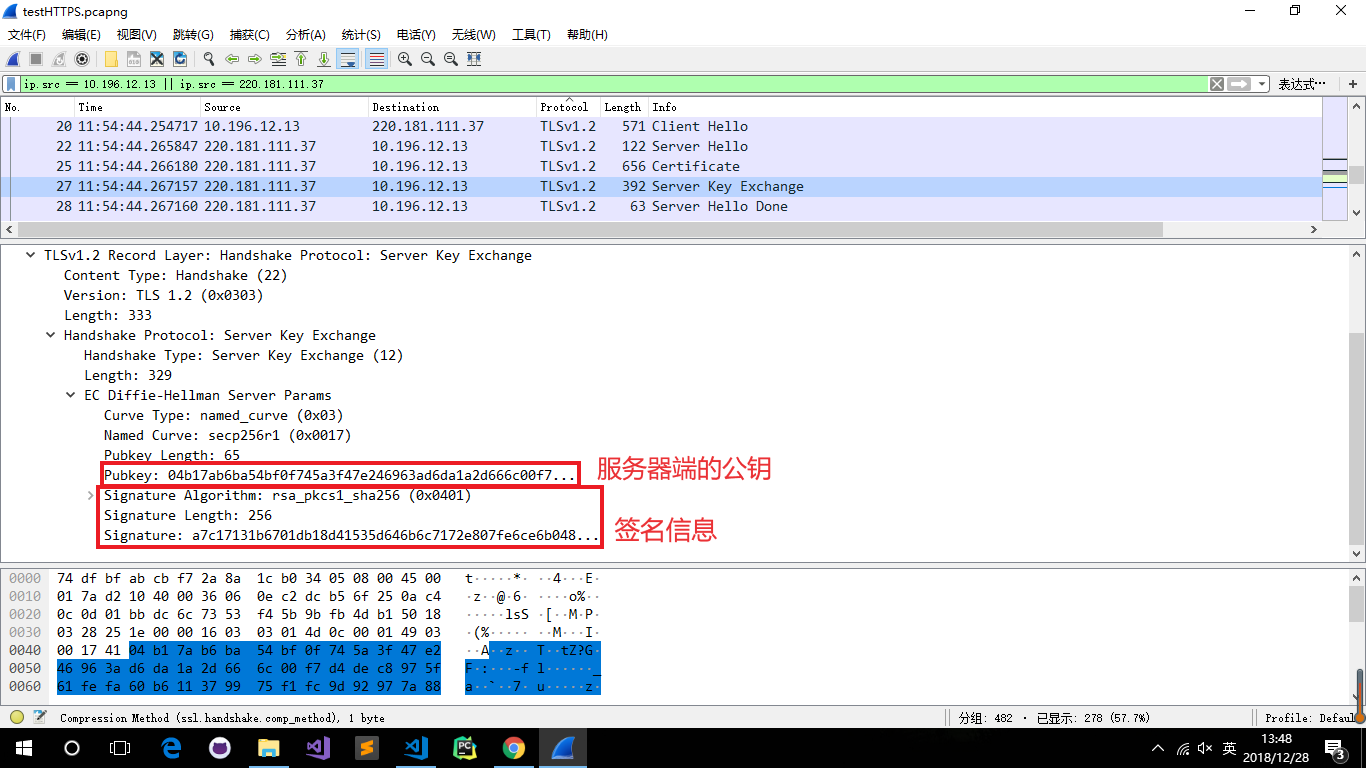 testHTTPS.pcapng
文件(F) 编辑(E) 视图(V) 跳转(G) 捕获(C) 分析(A) 统计(S) 电话(Y) 无线(W) 工具(T) 帮助(H)
ip.src == 10.196.12.13 || ip.src == 220.181.111.37 表达式…
No. Time Source Destination Protocol Length Info
20 11:54:44.254717 10.196.12.13 220.181.111.37 TLSv1.2 571 Client Hello
22 11:54:44.265847 220.181.111.37 10.196.12.13 TLSv1.2 122 Server Hello
25 11:54:44.266180 220.181.111.37 10.196.12.13 TLSv1.2 656 Certificate
27 11:54:44.267157 220.181.111.37 10.196.12.13 TLSv1.2 392 Server Key Exchange
28 11:54:44.267160 220.181.111.37 10.196.12.13 TLSv1.2 63 Server Hello Done
TLSv1.2 Record Layer: Handshake Protocol: Server Key Exchange
Content Type: Handshake (22)
Version: TLS 1.2 (0x0303)
Length: 333
Handshake Protocol: Server Key Exchange
Handshake Type: Server Key Exchange (12)
Length: 329
EC Diffie-Hellman Server Params
Curve Type: named_curve (0x03)
Named Curve: secp256r1 (0x0017)
Pubkey Length: 65
Pubkey: 04b17ab6ba54bf0f745a3f47e246963ad6da1a2d666c00f7... 服务器端的公钥
Signature Algorithm: rsa_pkcs1_sha256 (0x0401)
Signature Length: 256
Signature: a7c17131b6701db18d41535d646b6c7172e807fe6ce6b048... 签名信息
0000 74 df bf ab cb f7 2a 8a 1c b0 34 05 08 00 45 00 t·····*· ··4···E·
0010 01 7a d2 10 40 00 36 06 0e c2 dc b5 6f 25 0a c4 ·z··@·6· ····o%··
0020 0c 0d 01 bb dc 6c 73 53 f4 5b 9b fb 4d b1 50 18 ·····lsS ·[··M·P·
0030 03 28 25 1e 00 00 16 03 03 01 4d 0c 00 01 49 03 ·(%····· ··M···I·
0040 00 17 41 04 b1 7a b6 ba 54 bf 0f 74 5a 3f 47 e2 ··A··z·· T··tZ?G·
0050 46 96 3a d6 da 1a 2d 66 6c 00 f7 d4 de c8 97 5f F·:···-f l······_
0060 61 fe fa 60 b6 11 37 99 75 f1 fc 9d 92 97 7a 88 a··`··7· u·····z·
Compression Method (ssl.handshake.comp_method), 1 byte 分组: 482 · 已显示: 278 (57.7%) Profile: Defaul
英 13:48
2018/12/28 3